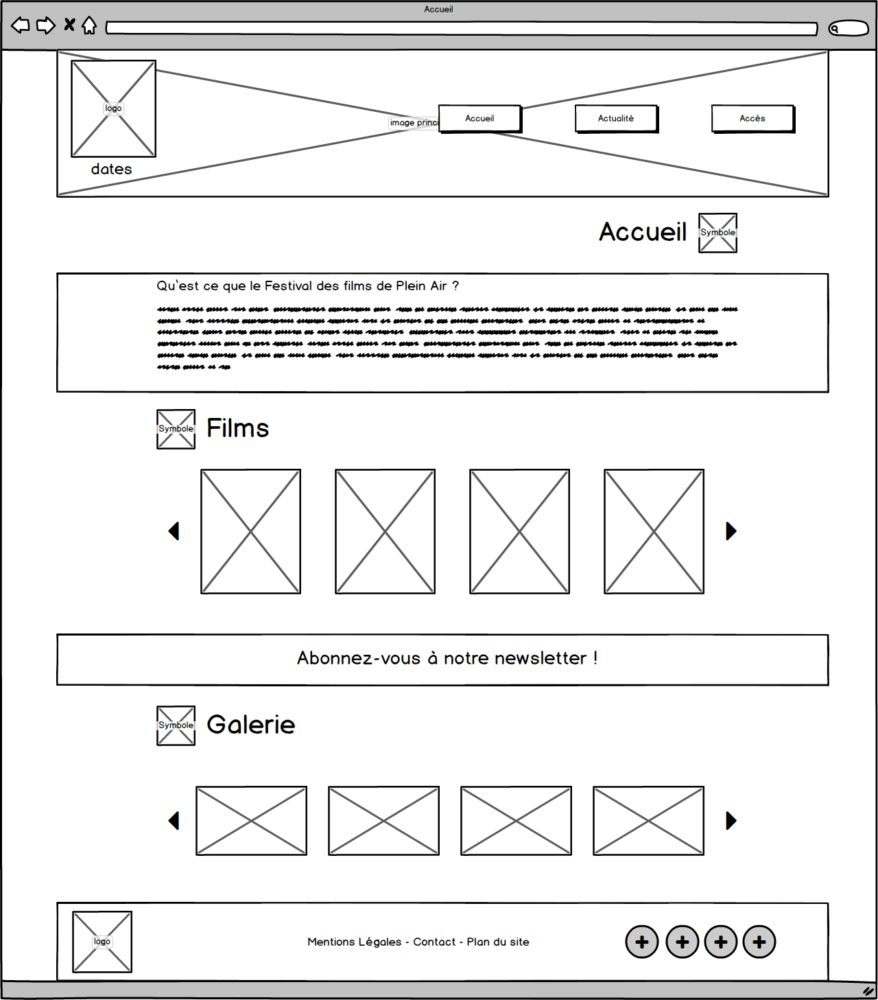 Accueil
logo
dates
image princi
Accueil
Actualité
Accès
Accueil
Symbole
Qu'est ce que le Festival des films de Plein Air ?
Symbole
Films
Abonnez-vous à notre newsletter !
Symbole
Galerie
logo
Mentions Légales - Contact - Plan du site